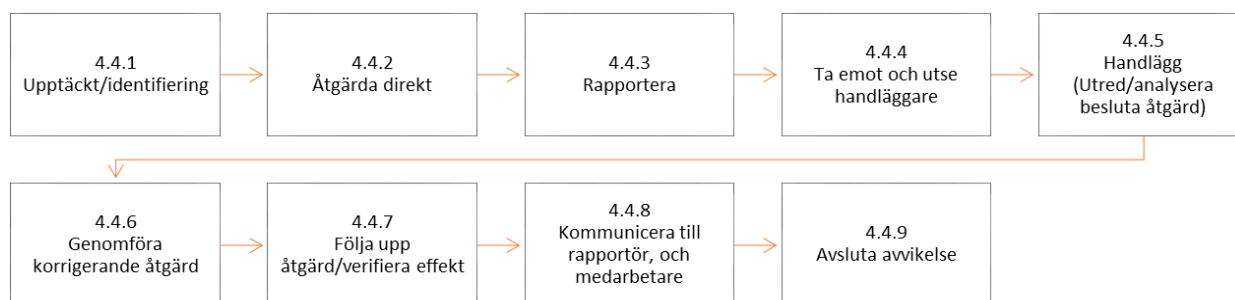 4.4.1
Upptäckt/identifiering
4.4.2
Åtgärda direkt
4.4.3
Rapportera
4.4.4
Ta emot och utse
handläggare
4.4.5
Handlägg
(Utred/analysera
besluta åtgärd)
4.4.6
Genomföra
korrigerande åtgärd
4.4.7
Följa upp
åtgärd/verifiera effekt
4.4.8
Kommunicera till
rapportör, och
medarbetare
4.4.9
Avsluta avvikelse